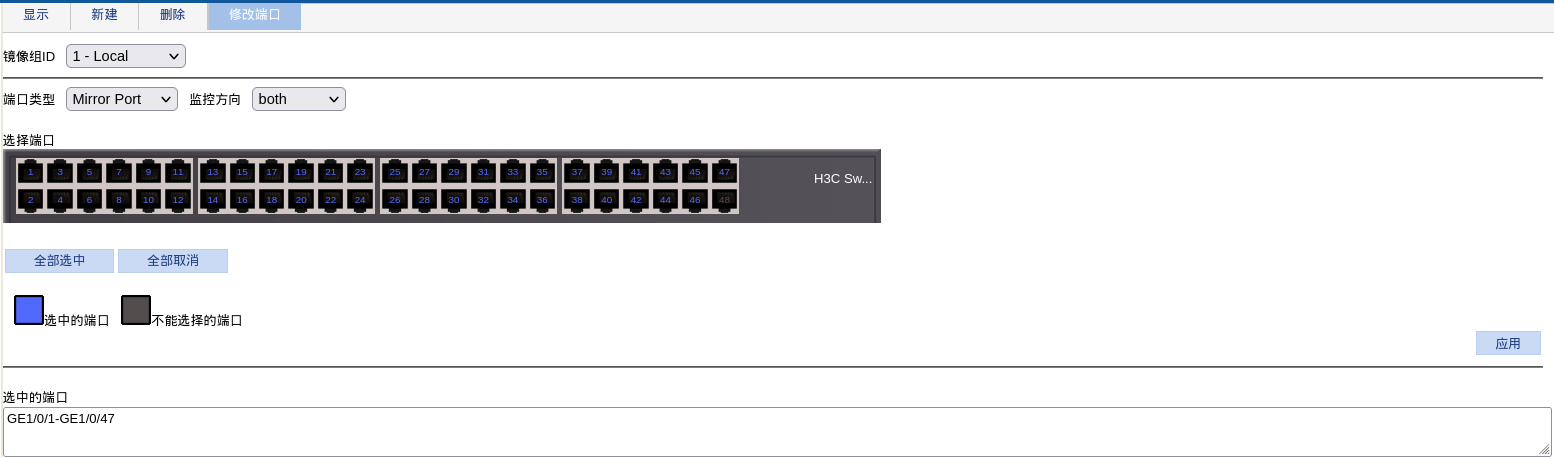 显示 新建 删除 修改端口
镜像组ID 1 - Local
端口类型 Mirror Port 监控方向 both
选择端口
1 3 5 7 9 11 13 15 17 19 21 23 25 27 29 31 33 35 37 39 41 43 45 47 H3C Sw...
2 4 6 8 10 12 14 16 18 20 22 24 26 28 30 32 34 36 38 40 42 44 46 48
全部选中 全部取消
选中的端口 不能选择的端口
应用
选中的端口
GE1/0/1-GE1/0/47